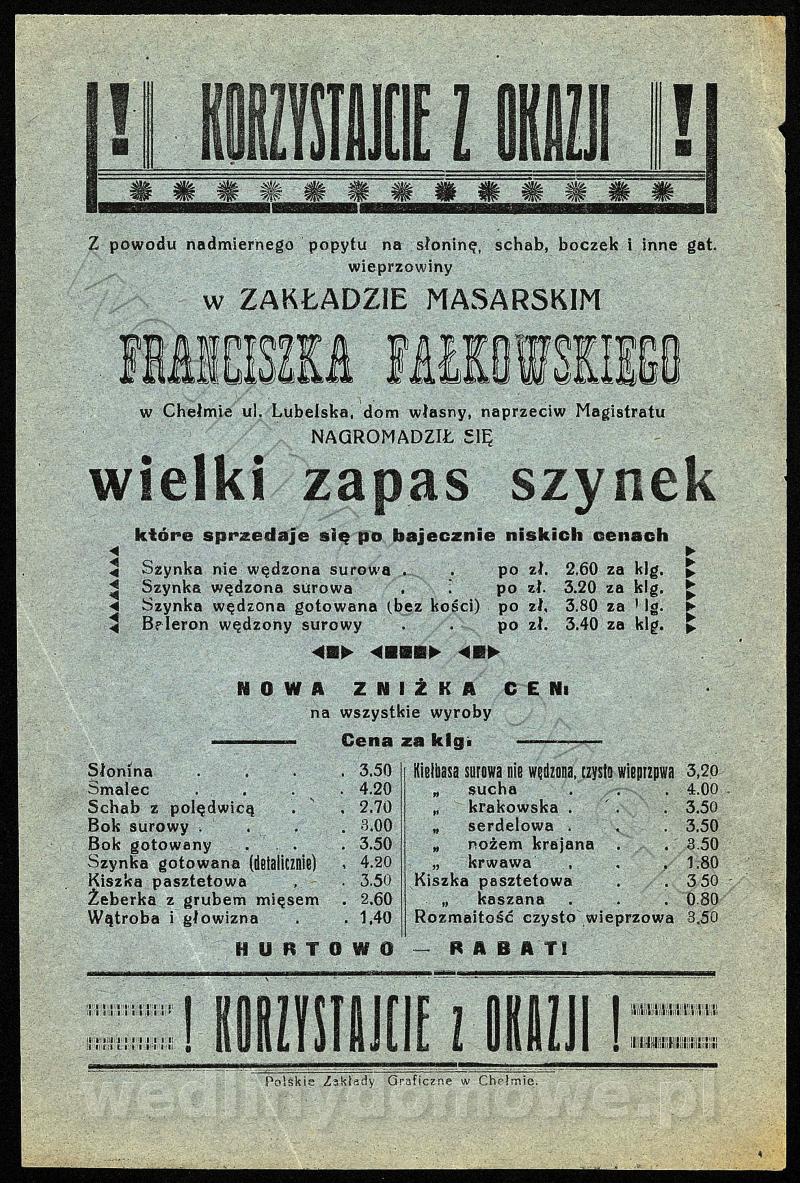 ! KORZYSTAJCIE Z OKAZJI !
Z powodu nadmiernego popytu na słoninę, schab, boczek i inne gat.
wieprzowiny
w ZAKŁADZIE MASARSKIM
FRANCISZKA FAŁKOWSKIEGO
w Chełmie ul. Lubelska, dom własny, naprzeciw Magistratu
NAGROMADZIŁ SIĘ
wielki zapas szynek
które sprzedaje się po bajecznie niskich cenach
Szynka nie wędzona surowa . . po zł. 2.60 za klg.
Szynka wędzona surowa . . po zł. 3.20 za klg.
Szynka wędzona gotowana (bez kości) po zł. 3.80 za lg.
Baleron wędzony surowy . . po zł. 3.40 za klg.
NOWA ZNIŻKA CEN!
na wszystkie wyroby
Cena za klg:
Słonina . . . . 3.50
Smalec . . . . 4.20
Schab z polędwicą . . 2.70
Bok surowy . . . . 3.00
Bok gotowany . . . 3.50
Szynka gotowana (detalicznie) . 4.20
Kiszka pasztetowa . . 3.50
Żeberka z grubem mięsem . 2.60
Wątroba i głowizna . . 1,40
Kiełbasa surowa nie wędzona, czysto wieprzpwa 3,20
„ sucha . . . 4.00
„ krakowska . . . 3.50
„ serdelowa . . . 3.50
„ nożem krajana . . 3.50
„ krwawa . . . 1.80
Kiszka pasztetowa . . 3 50
„ kaszana . . . 0.80
Rozmaitość czysto wieprzowa 3,50
HURTOWO — RABAT!
! KORZYSTAJCIE z OKAZJI !
Polskie Zakłady Graficzne w Chełmie.
wedlinydomowe.pl